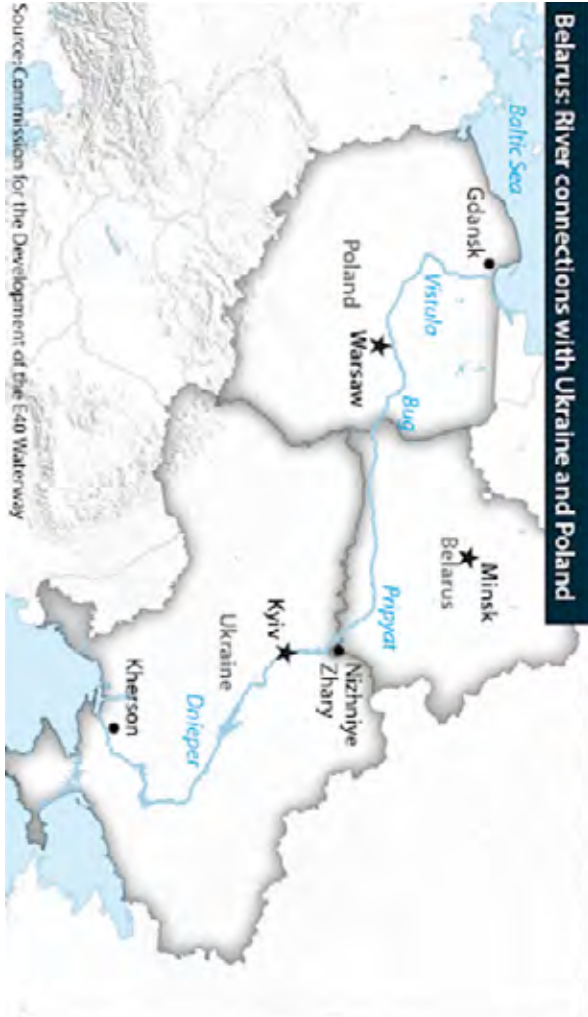 Belarus: River connections with Ukraine and Poland
Baltic Sea
Gdansk
Vistula
Poland
Warsaw
Bug
Minsk
Belarus
Pripyat
Nizhniye
Zhary
Kyiv
Ukraine
Dnieper
Kherson
Source: Commission for the Development of the E40 Waterway